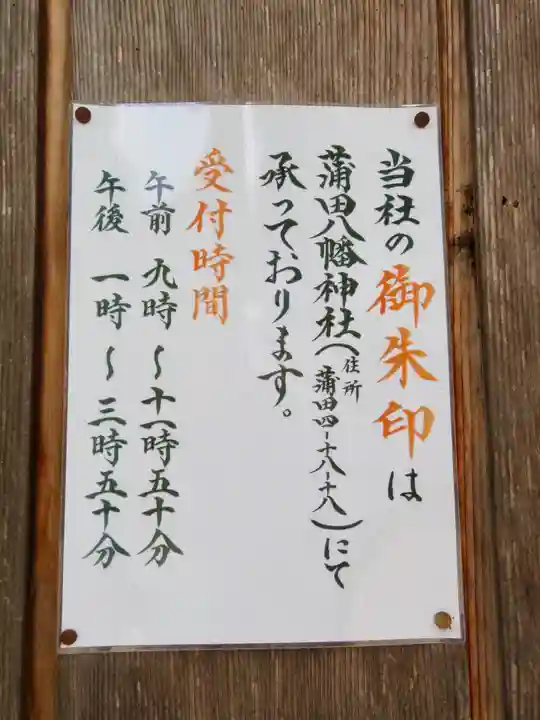 当社の御朱印は
蒲田八幡神社（住所 蒲田四-十八-十八）にて
承っております。
受付時間
午前 九時〜十一時五十分
午後 一時〜三時五十分